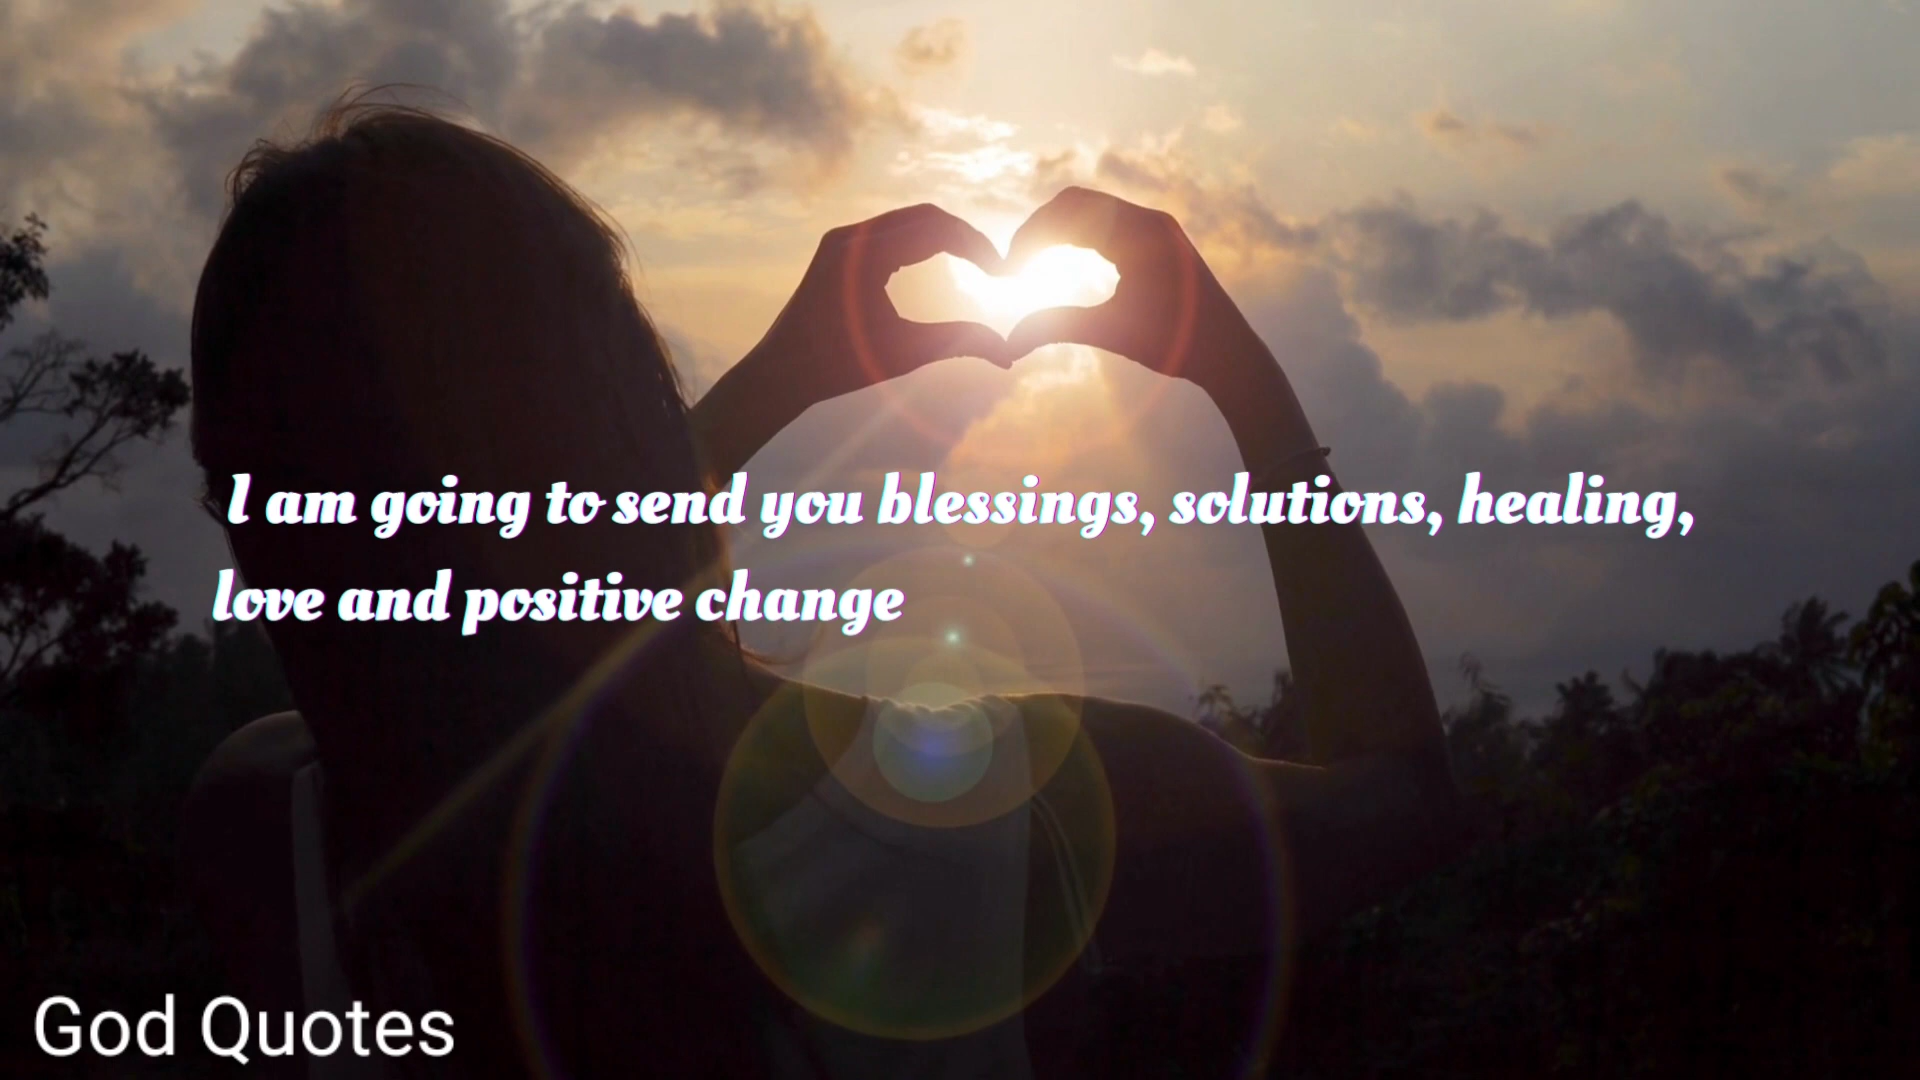 I am going to send you blessings, solutions, healing,
love and positive change
God Quotes